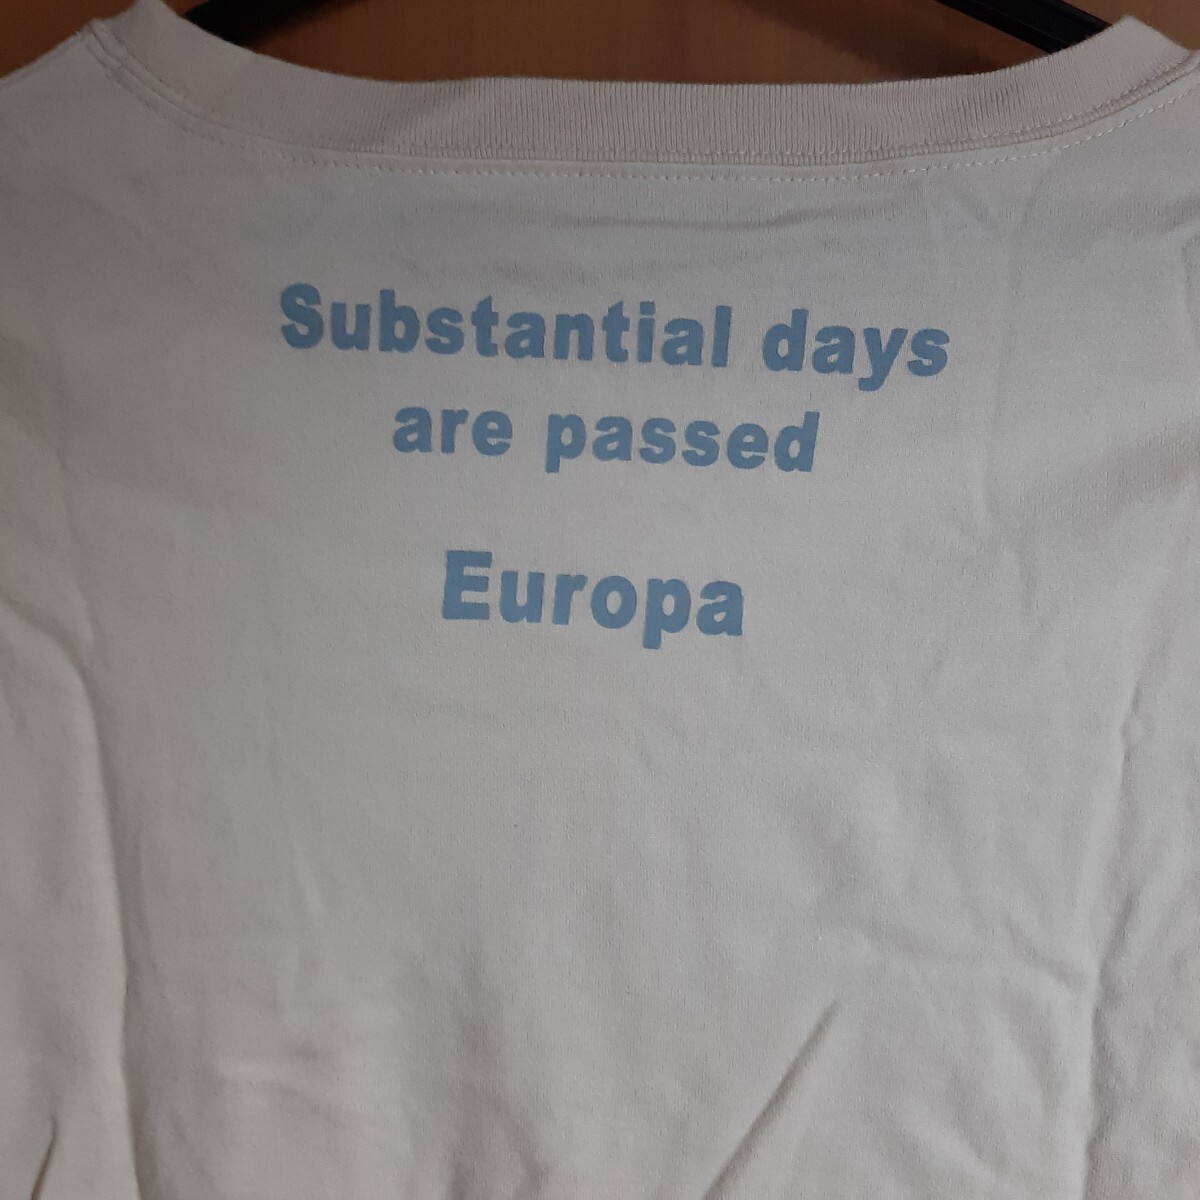 Substantial days
are passed
Europa